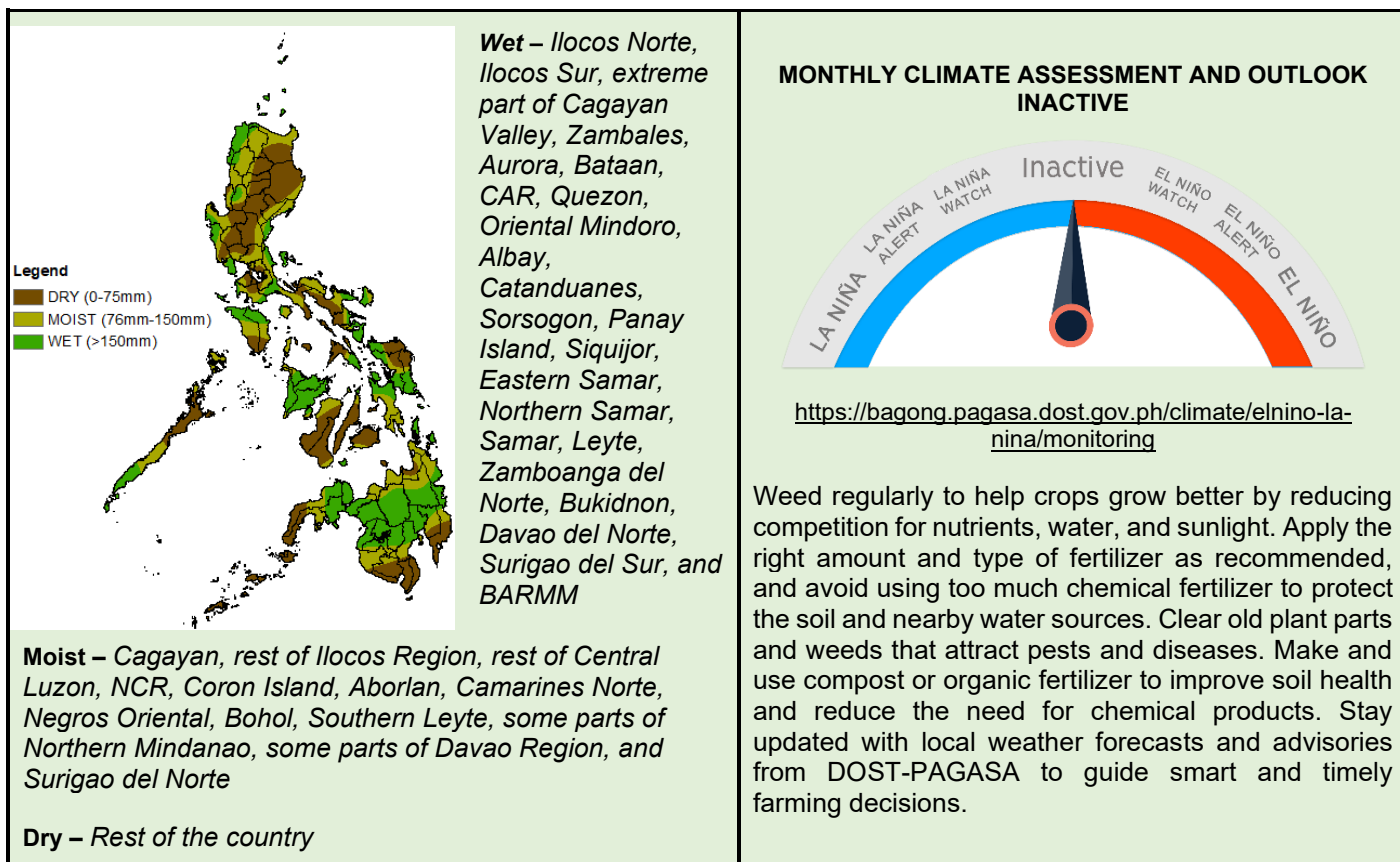 Wet – Ilocos Norte,
Ilocos Sur, extreme
part of Cagayan
Valley, Zambales,
Aurora, Bataan,
CAR, Quezon,
Oriental Mindoro,
Albay,
Catanduanes,
Sorsogon, Panay
Island, Siquijor,
Eastern Samar,
Northern Samar,
Samar, Leyte,
Zamboanga del
Norte, Bukidnon,
Davao del Norte,
Surigao del Sur, and
BARMM
Legend
DRY (0-75mm)
MOIST (76mm-150mm)
WET (>150mm)
Moist – Cagayan, rest of Ilocos Region, rest of Central
Luzon, NCR, Coron Island, Aborlan, Camarines Norte,
Negros Oriental, Bohol, Southern Leyte, some parts of
Northern Mindanao, some parts of Davao Region, and
Surigao del Norte
Dry – Rest of the country
MONTHLY CLIMATE ASSESSMENT AND OUTLOOK
INACTIVE
LA NIÑA
LA NIÑA
ALERT
LA NIÑA
WATCH
Inactive
EL NIÑO
WATCH
EL NIÑO
ALERT
EL NIÑO
https://bagong.pagasa.dost.gov.ph/climate/elnino-la-
nina/monitoring
Weed regularly to help crops grow better by reducing
competition for nutrients, water, and sunlight. Apply the
right amount and type of fertilizer as recommended,
and avoid using too much chemical fertilizer to protect
the soil and nearby water sources. Clear old plant parts
and weeds that attract pests and diseases. Make and
use compost or organic fertilizer to improve soil health
and reduce the need for chemical products. Stay
updated with local weather forecasts and advisories
from DOST-PAGASA to guide smart and timely
farming decisions.